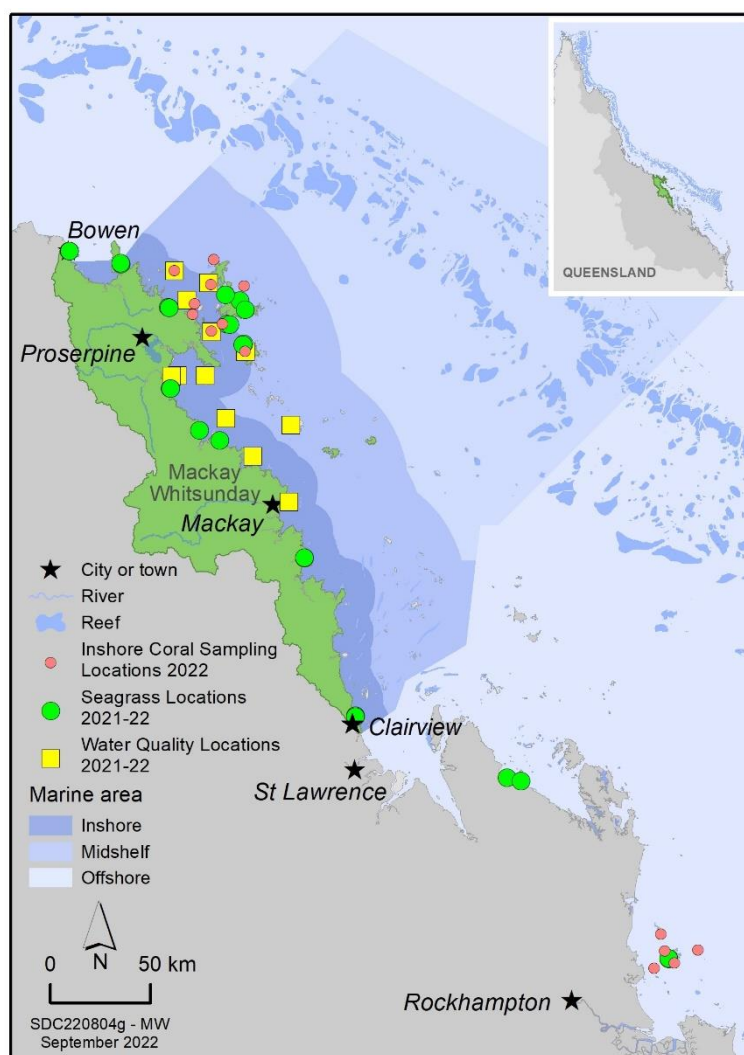 QUEENSLAND
Bowen
Proserpine
Mackay
Whitsunday
Mackay
City or town
River
Reef
Inshore Coral Sampling
Locations 2022
Seagrass Locations
2021-22
Water Quality Locations
2021-22
Clairview
St Lawrence
Marine area
Inshore
Midshelf
Offshore
N
0 50 km
SDC220804g - MW
September 2022
Rockhampton